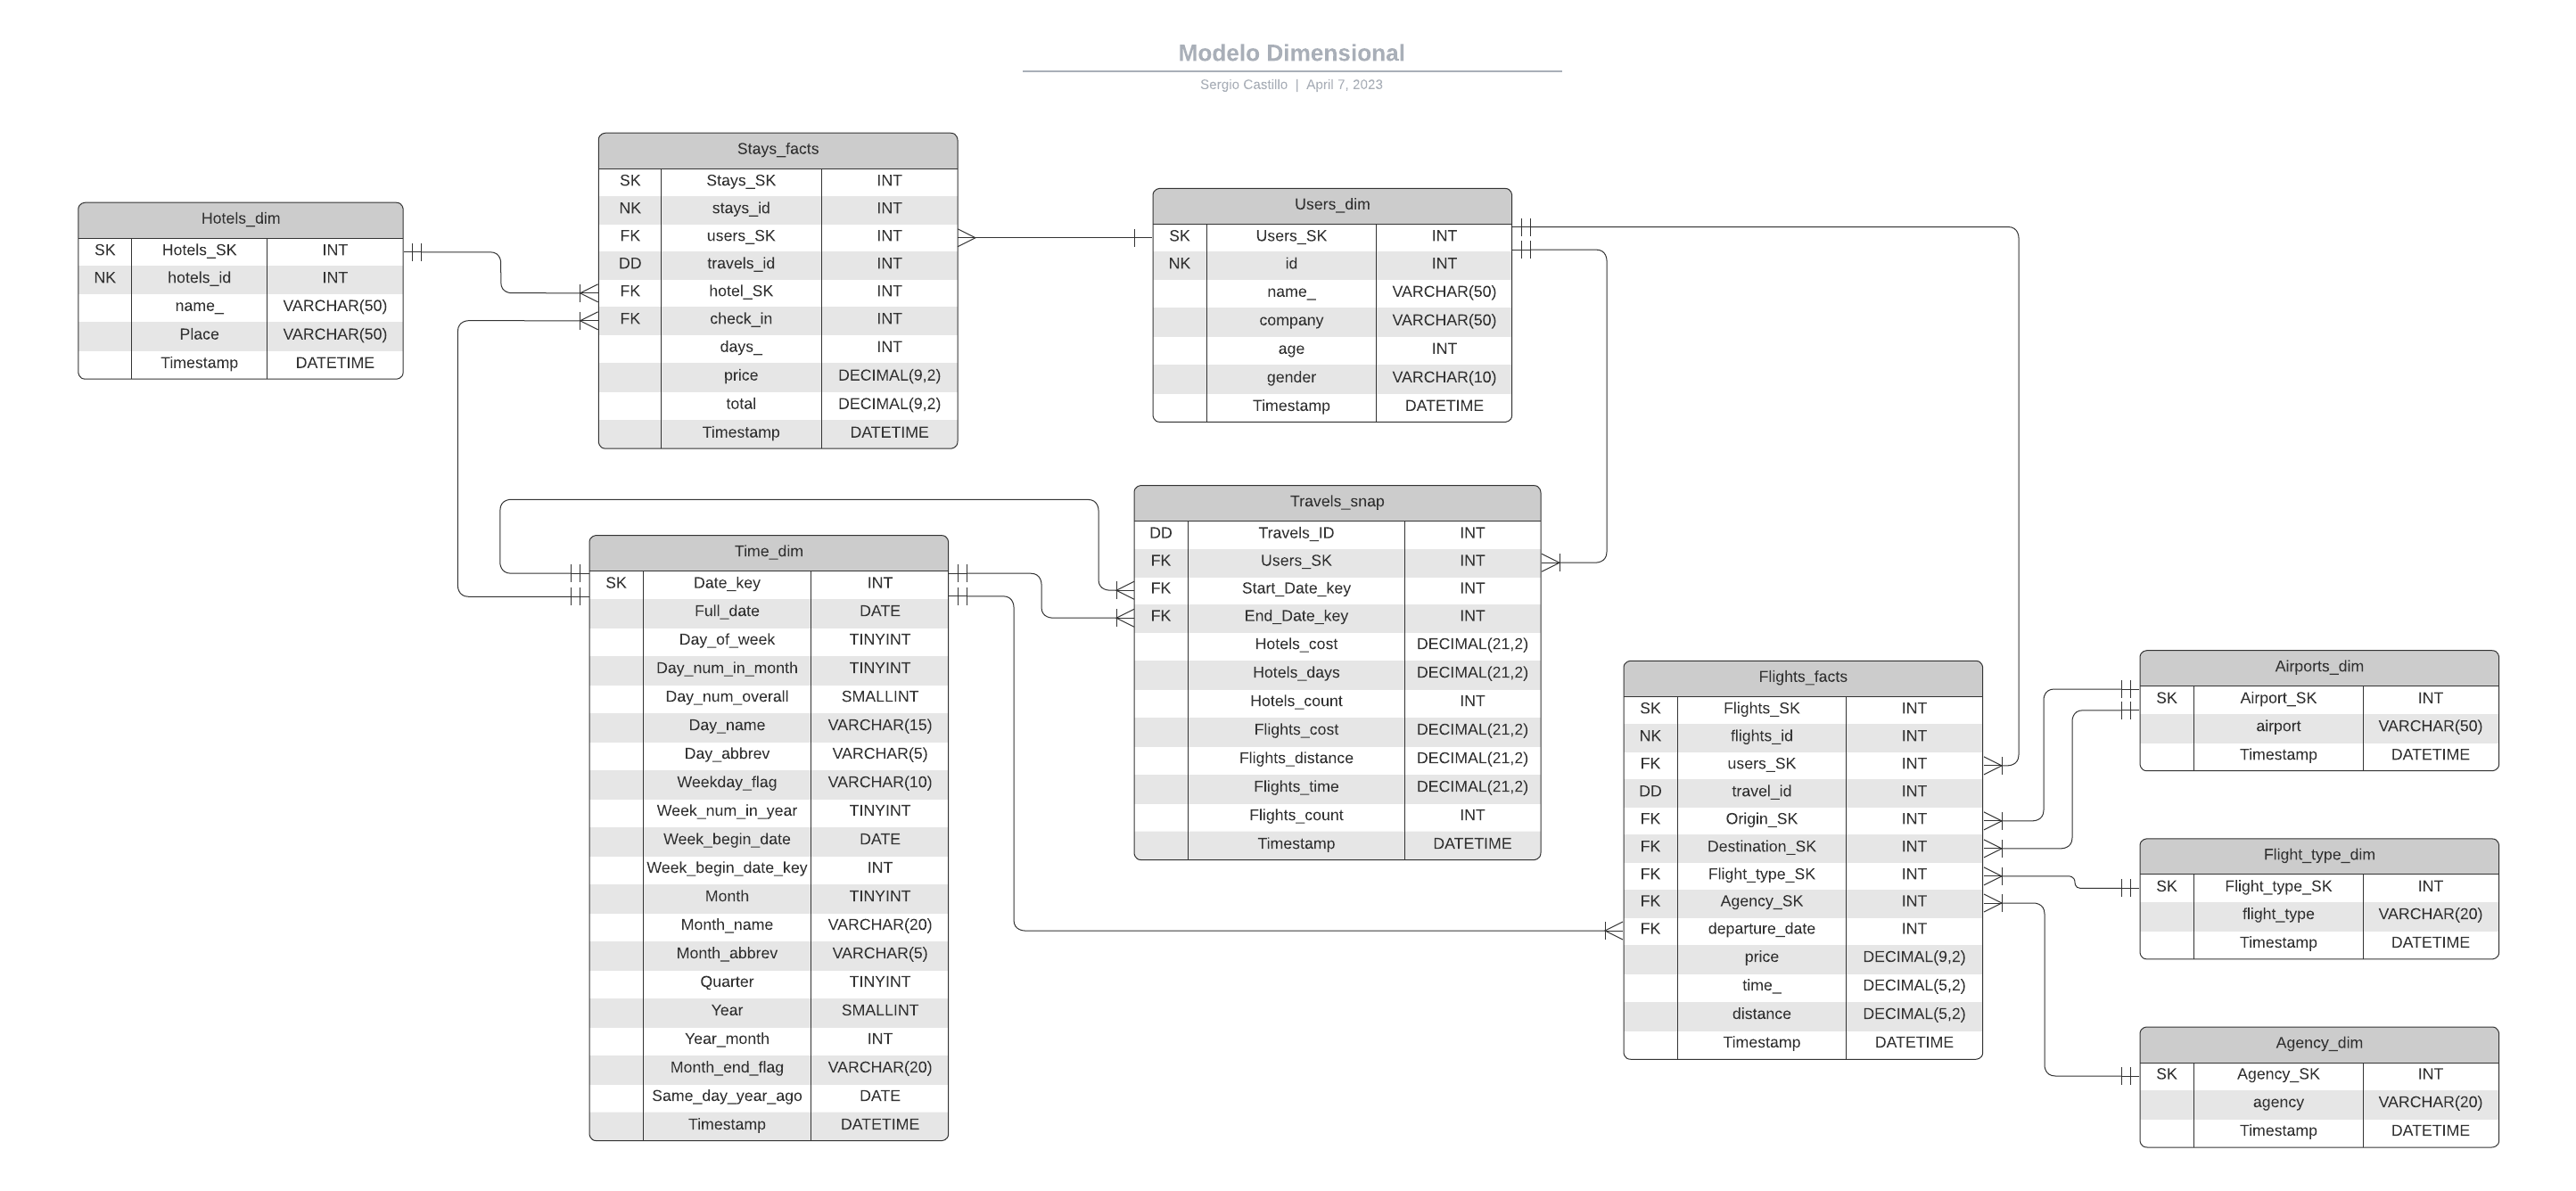 Modelo Dimensional
Sergio Castillo | April 7, 2023
Hotels_dim
SK Hotels_SK INT
NK hotels_id INT
name_ VARCHAR(50)
Place VARCHAR(50)
Timestamp DATETIME
Stays_facts
SK Stays_SK INT
NK stays_id INT
FK users_SK INT
DD travels_id INT
FK hotel_SK INT
FK check_in INT
days_ INT
price DECIMAL(9,2)
total DECIMAL(9,2)
Timestamp DATETIME
Users_dim
SK Users_SK INT
NK id INT
name_ VARCHAR(50)
company VARCHAR(50)
age INT
gender VARCHAR(10)
Timestamp DATETIME
Time_dim
SK Date_key INT
Full_date DATE
Day_of_week TINYINT
Day_num_in_month TINYINT
Day_num_overall SMALLINT
Day_name VARCHAR(15)
Day_abbrev VARCHAR(5)
Weekday_flag VARCHAR(10)
Week_num_in_year TINYINT
Week_begin_date DATE
Week_begin_date_key INT
Month TINYINT
Month_name VARCHAR(20)
Month_abbrev VARCHAR(5)
Quarter TINYINT
Year SMALLINT
Year_month INT
Month_end_flag VARCHAR(20)
Same_day_year_ago DATE
Timestamp DATETIME
Travels_snap
DD Travels_ID INT
FK Users_SK INT
FK Start_Date_key INT
FK End_Date_key INT
Hotels_cost DECIMAL(21,2)
Hotels_days DECIMAL(21,2)
Hotels_count INT
Flights_cost DECIMAL(21,2)
Flights_distance DECIMAL(21,2)
Flights_time DECIMAL(21,2)
Flights_count INT
Timestamp DATETIME
Flights_facts
SK Flights_SK INT
NK flights_id INT
FK users_SK INT
DD travel_id INT
FK Origin_SK INT
FK Destination_SK INT
FK Flight_type_SK INT
FK Agency_SK INT
FK departure_date INT
price DECIMAL(9,2)
time_ DECIMAL(5,2)
distance DECIMAL(5,2)
Timestamp DATETIME
Airports_dim
SK Airport_SK INT
airport VARCHAR(50)
Timestamp DATETIME
Flight_type_dim
SK Flight_type_SK INT
flight_type VARCHAR(20)
Timestamp DATETIME
Agency_dim
SK Agency_SK INT
agency VARCHAR(20)
Timestamp DATETIME